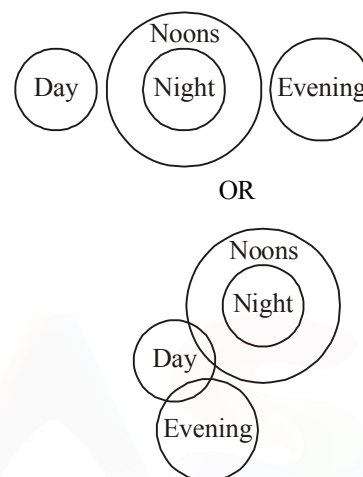 Noons
Day Night Evening
OR
Noons
Night
Day
Evening